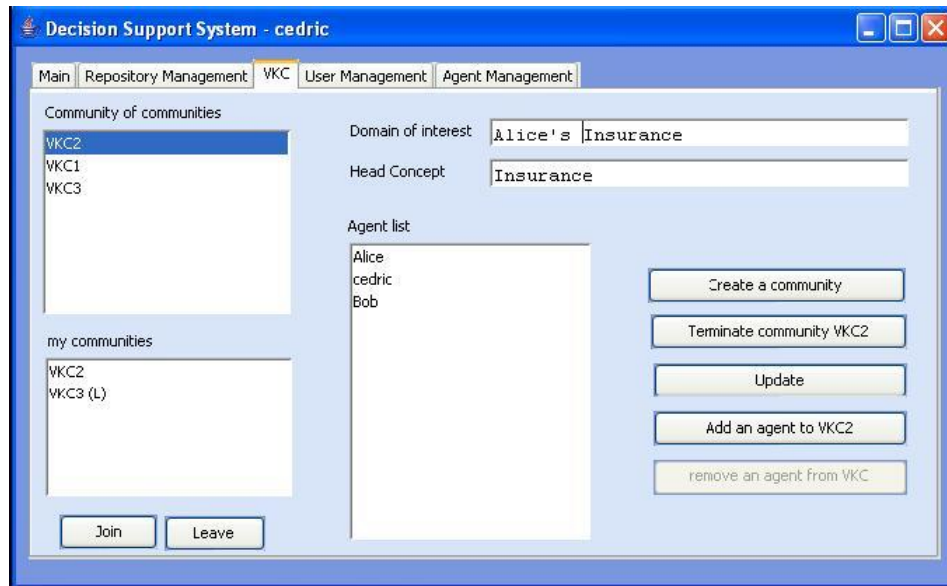 Decision Support System - cedric
Main Repository Management VKC User Management Agent Management
Community of communities
VKC2
VKC1
VKC3
Domain of interest Alice's Insurance
Head Concept Insurance
Agent list
Alice
cedric
Bob
my communities
VKC2
VKC3 (L)
Join Leave
Create a community
Terminate community VKC2
Update
Add an agent to VKC2
remove an agent from VKC